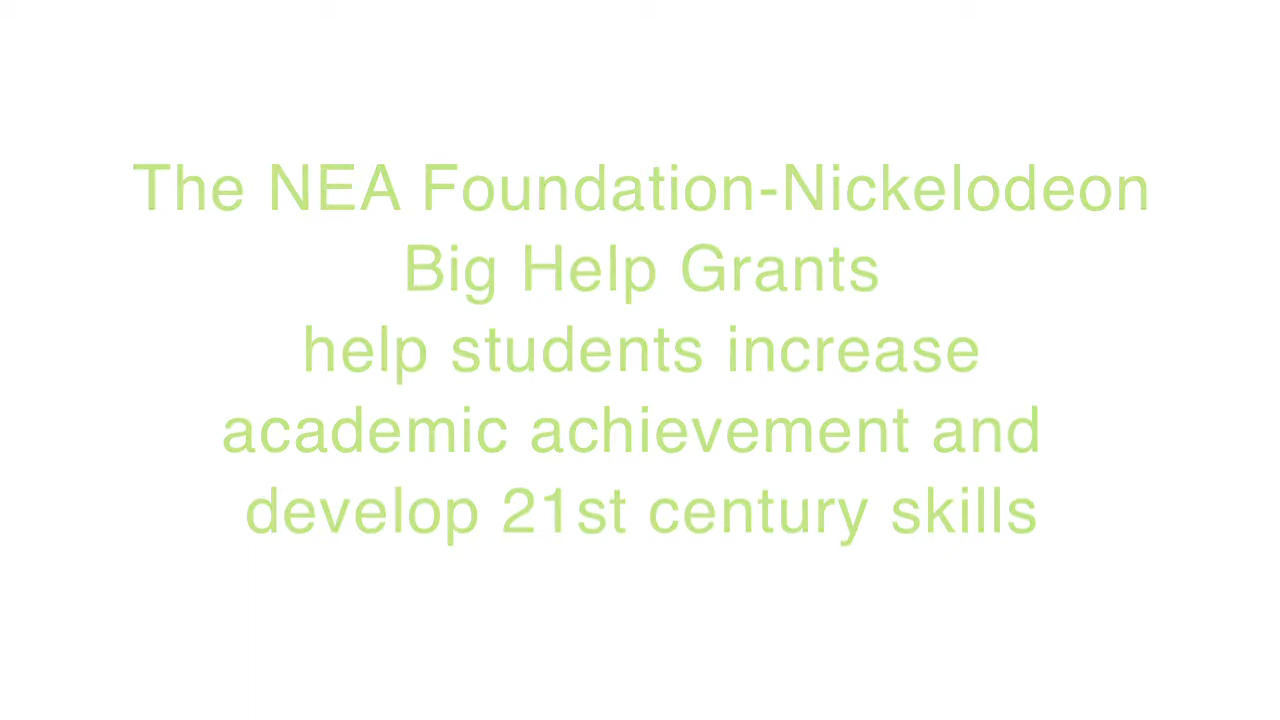 The NEA Foundation-Nickelodeon
Big Help Grants
help students increase
academic achievement and
develop 21st century skills